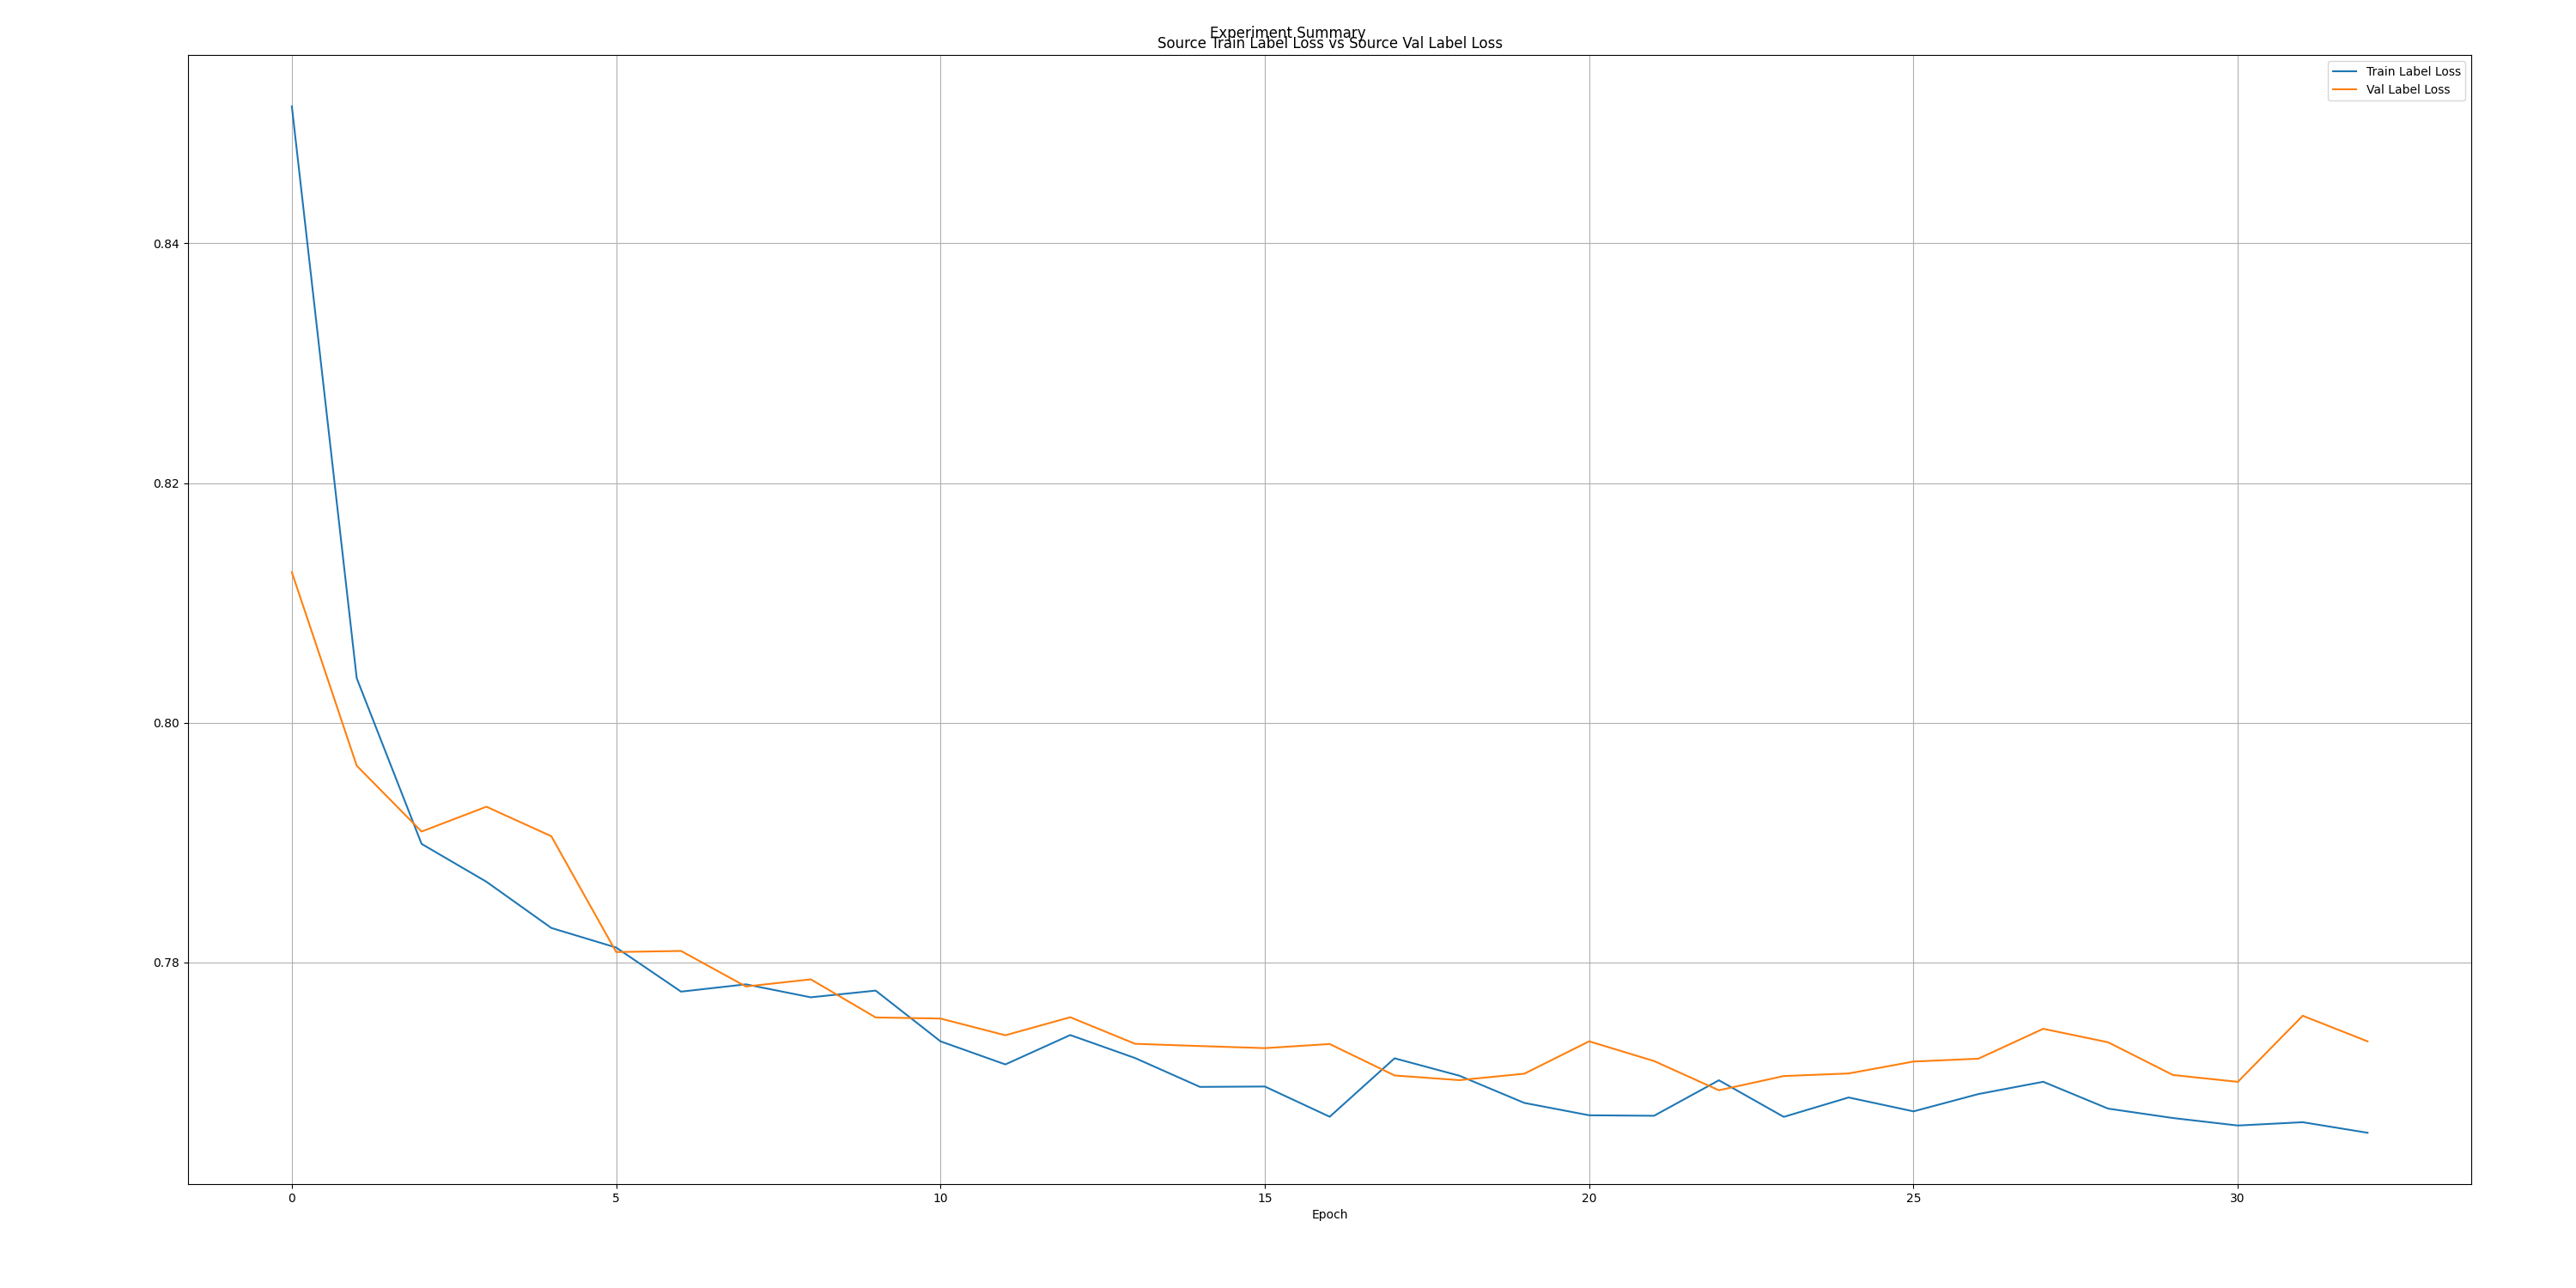 Experiment Summary
Source Train Label Loss vs Source Val Label Loss
Train Label Loss
Val Label Loss
0.84
0.82
0.80
0.78
0 5 10 15 20 25 30
Epoch